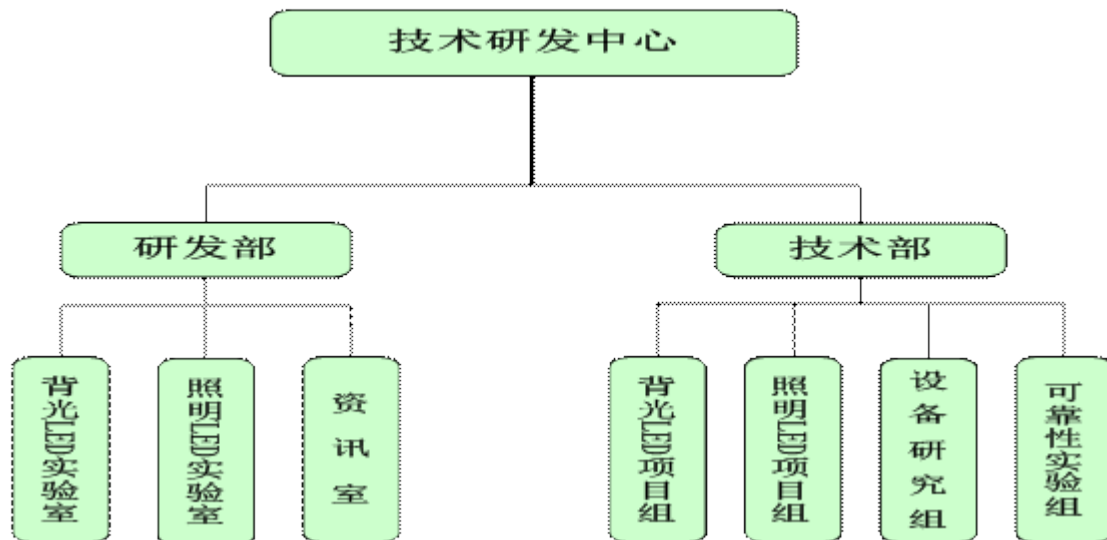 技术研发中心
研发部
技术部
背光LED实验室
照明LED实验室
资讯室
背光LED项目组
照明LED项目组
设备研究组
可靠性实验组